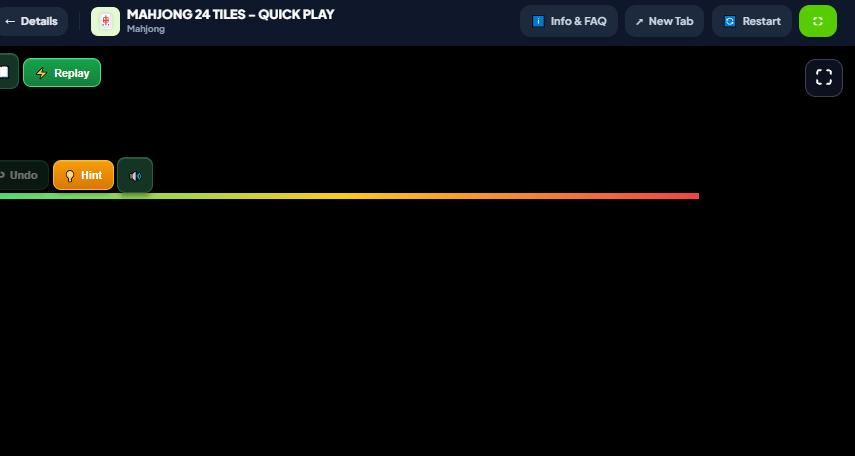 ← Details
MAHJONG 24 TILES – QUICK PLAY
Mahjong
Info & FAQ
↗ New Tab
Restart
Replay
Undo
Hint